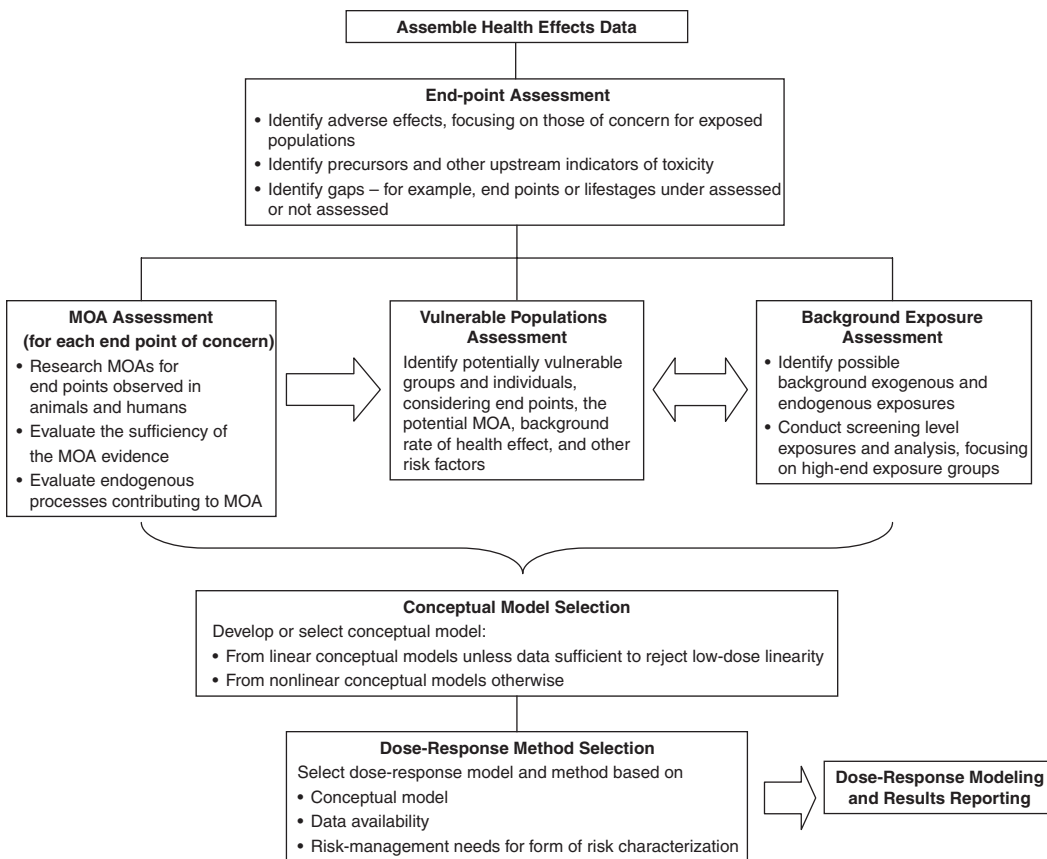 Assemble Health Effects Data
End-point Assessment
• Identify adverse effects, focusing on those of concern for exposed
populations
• Identify precursors and other upstream indicators of toxicity
• Identify gaps – for example, end points or lifestages under assessed
or not assessed
MOA Assessment
(for each end point of concern)
• Research MOAs for
end points observed in
animals and humans
• Evaluate the sufficiency of
the MOA evidence
• Evaluate endogenous
processes contributing to MOA
Vulnerable Populations
Assessment
Identify potentially vulnerable
groups and individuals,
considering end points, the
potential MOA, background
rate of health effect, and other
risk factors
Background Exposure
Assessment
• Identify possible
background exogenous and
endogenous exposures
• Conduct screening level
exposures and analysis, focusing
on high-end exposure groups
Conceptual Model Selection
Develop or select conceptual model:
• From linear conceptual models unless data sufficient to reject low-dose linearity
• From nonlinear conceptual models otherwise
Dose-Response Method Selection
Select dose-response model and method based on
• Conceptual model
• Data availability
• Risk-management needs for form of risk characterization
Dose-Response Modeling
and Results Reporting